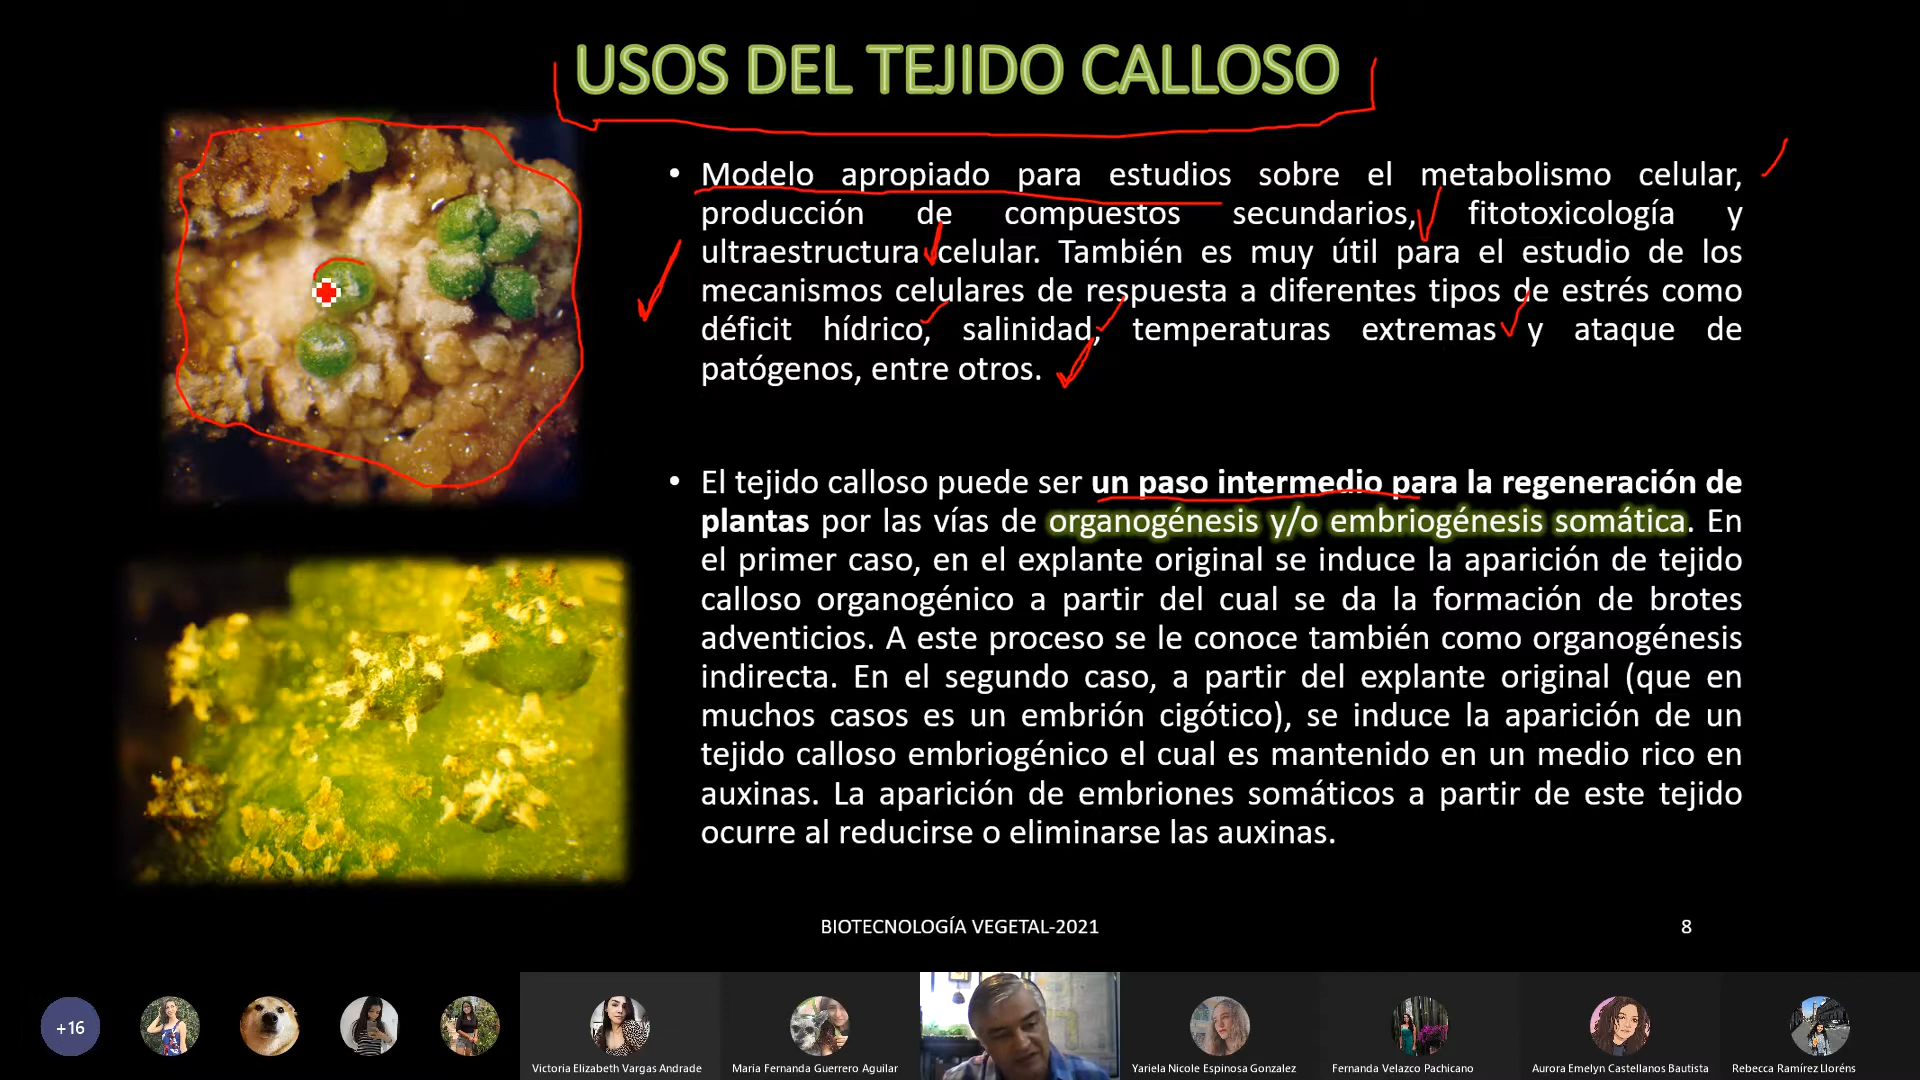 USOS DEL TEJIDO CALLOSO
• Modelo apropiado para estudios sobre el metabolismo celular,
producción de compuestos secundarios, fitotoxicología y
ultraestructura celular. También es muy útil para el estudio de los
mecanismos celulares de respuesta a diferentes tipos de estrés como
déficit hídrico, salinidad, temperaturas extremas y ataque de
patógenos, entre otros.
• El tejido calloso puede ser un paso intermedio para la regeneración de
plantas por las vías de organogénesis y/o embriogénesis somática. En
el primer caso, en el explante original se induce la aparición de tejido
calloso organogénico a partir del cual se da la formación de brotes
adventicios. A este proceso se le conoce también como organogénesis
indirecta. En el segundo caso, a partir del explante original (que en
muchos casos es un embrión cigótico), se induce la aparición de un
tejido calloso embriogénico el cual es mantenido en un medio rico en
auxinas. La aparición de embriones somáticos a partir de este tejido
ocurre al reducirse o eliminarse las auxinas.
BIOTECNOLOGÍA VEGETAL-2021
8
+16
Victoria Elizabeth Vargas Andrade
Maria Fernanda Guerrero Aguilar
Yariela Nicole Espinosa Gonzalez
Fernanda Velazco Pachicano
Aurora Emelyn Castellanos Bautista
Rebecca Ramírez Lloréns